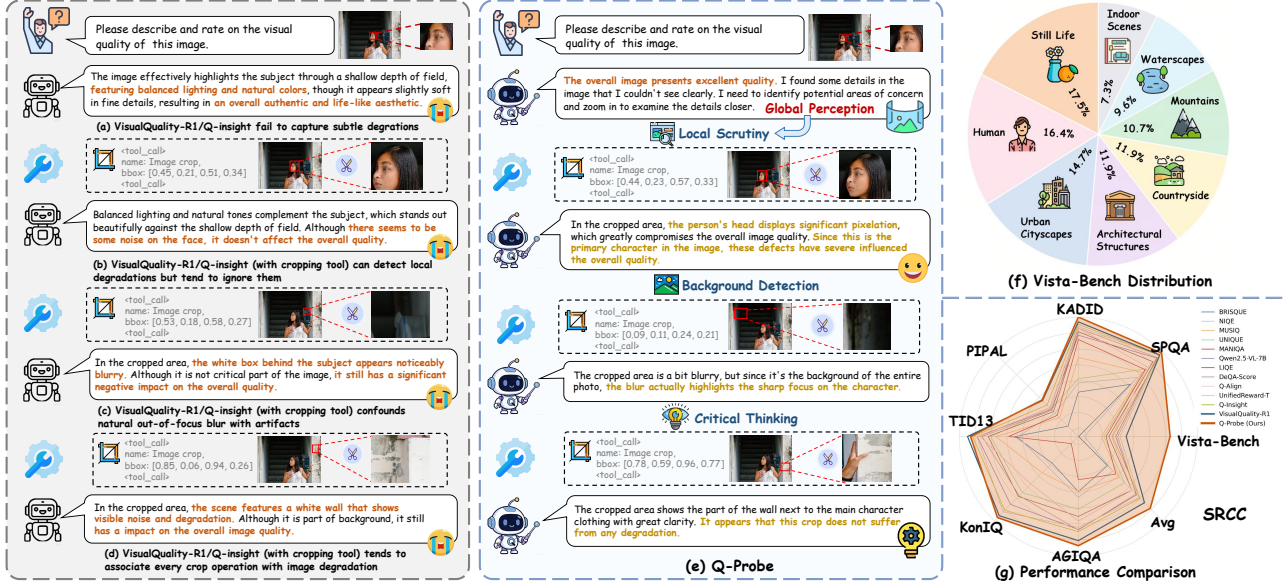 Please describe and rate on the visual
quality of this image.
The image effectively highlights the subject through a shallow depth of field,
featuring balanced lighting and natural colors, though it appears slightly soft
in fine details, resulting in an overall authentic and life-like aesthetic.
(a) VisualQuality-R1/Q-insight fail to capture subtle degrations
<tool_call>
name: Image crop,
bbox: [0.45, 0.21, 0.51, 0.34]
<tool_call>
Balanced lighting and natural tones complement the subject, which stands out
beautifully against the shallow depth of field. Although there seems to be
some noise on the face, it doesn't affect the overall quality.
(b) VisualQuality-R1/Q-insight (with cropping tool) can detect local
degradations but tend to ignore them
<tool_call>
name: Image crop,
bbox: [0.53, 0.18, 0.58, 0.27]
<tool_call>
In the cropped area, the white box behind the subject appears noticeably
blurry. Although it is not critical part of the image, it still has a significant
negative impact on the overall quality.
(c) VisualQuality-R1/Q-insight (with cropping tool) confounds
natural out-of-focus blur with artifacts
<tool_call>
name: Image crop,
bbox: [0.85, 0.06, 0.94, 0.26]
<tool_call>
In the cropped area, the scene features a white wall that shows
visible noise and degradation. Although it is part of background, it still
has a impact on the overall image quality.
(d) VisualQuality-R1/Q-insight (with cropping tool) tends to
associate every crop operation with image degradation
Please describe and rate on the visual
quality of this image.
The overall image presents excellent quality. I found some details in the
image that I couldn't see clearly. I need to identify potential areas of concern
and zoom in to examine the details closer.
Global Perception
Local Scrutiny
<tool_call>
name: Image crop,
bbox: [0.44, 0.23, 0.57, 0.33]
<tool_call>
In the cropped area, the person's head displays significant pixelation,
which greatly compromises the overall image quality. Since this is the
primary character in the image, these defects have severe influenced
the overall quality.
Background Detection
<tool_call>
name: Image crop,
bbox: [0.09, 0.11, 0.24, 0.21]
<tool_call>
The cropped area is a bit blurry, but since it's the background of the entire
photo, the blur actually highlights the sharp focus on the character.
Critical Thinking
<tool_call>
name: Image crop,
bbox: [0.78, 0.59, 0.96, 0.77]
<tool_call>
The cropped area shows the part of the wall next to the main character
clothing with great clarity. It appears that this crop does not suffer
from any degradation.
(e) Q-Probe
Indoor
Scenes
7.3%
Waterscapes
9.6%
Mountains
10.7%
Countryside
11.9%
Architectural
Structures
11.9%
Urban
Cityscapes
14.7%
Human
16.4%
Still Life
17.5%
(f) Vista-Bench Distribution
KADID
SPQA
Vista-Bench
Avg
AGIQA
KonIQ
TID13
PIPAL
SRCC
BRISQUE
NIQE
MUSIQ
UNIQUE
MANIQA
Qwen2.5-VL-7B
LIQE
DeQA-Score
Q-Align
UnifiedReward-T
Q-Insight
VisualQuality-R1
Q-Probe (Ours)
(g) Performance Comparison